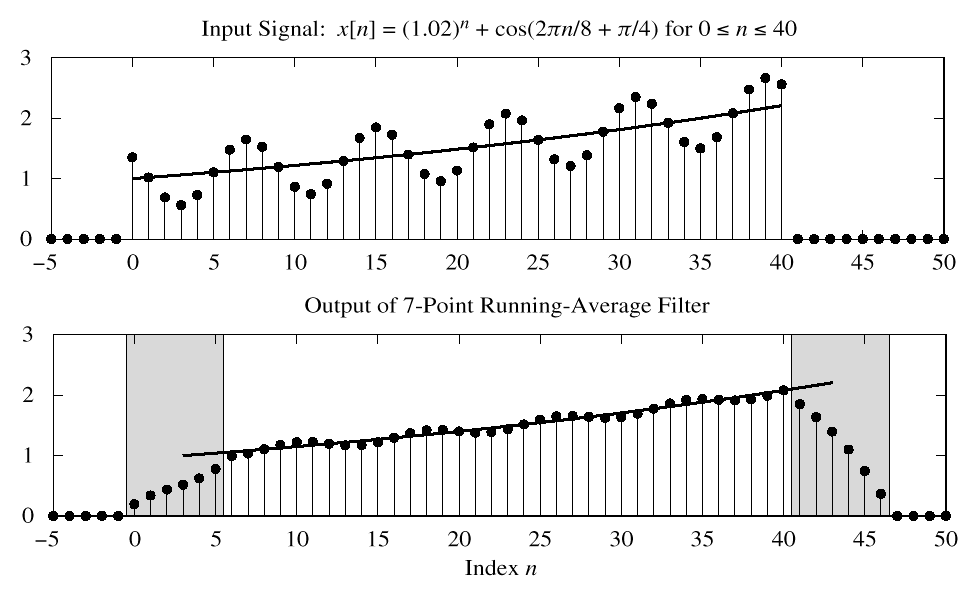 Input Signal: x[n] = (1.02)ⁿ + cos(2πn/8 + π/4) for 0 ≤ n ≤ 40
3
2
1
0
−5 0 5 10 15 20 25 30 35 40 45 50
Output of 7-Point Running-Average Filter
3
2
1
0
−5 0 5 10 15 20 25 30 35 40 45 50
Index n